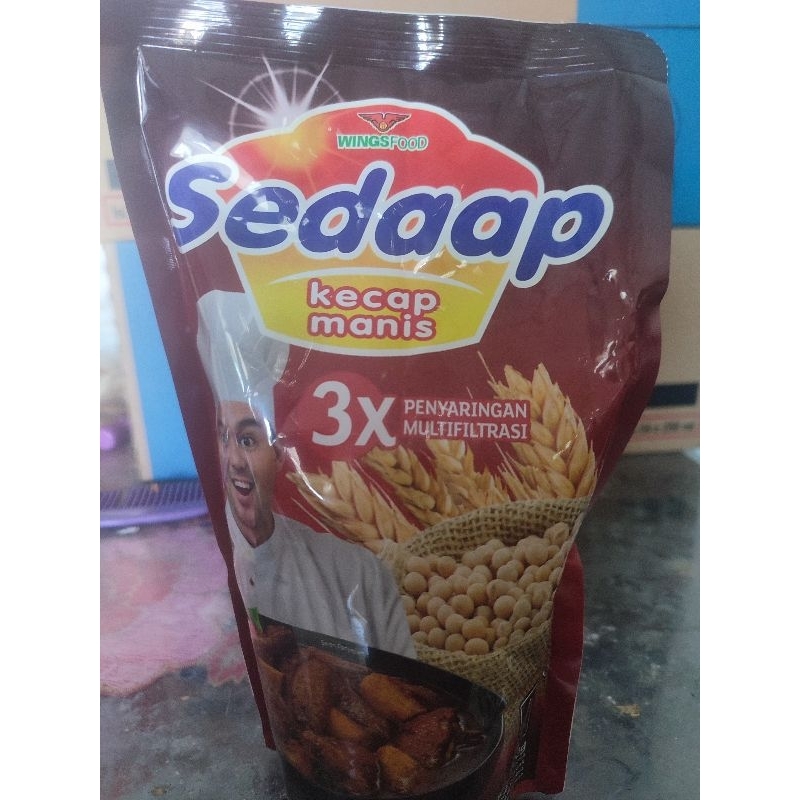 WINGSFOOD
Sedaap
kecap
manis
3x
PENYARINGAN
MULTIFILTRASI